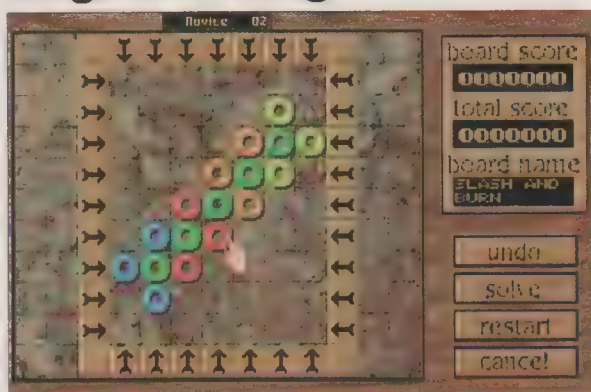 Novice 02
board score
0000000
total score
0000000
board name
SLASH AND
BURN
undo
solve
restart
cancel